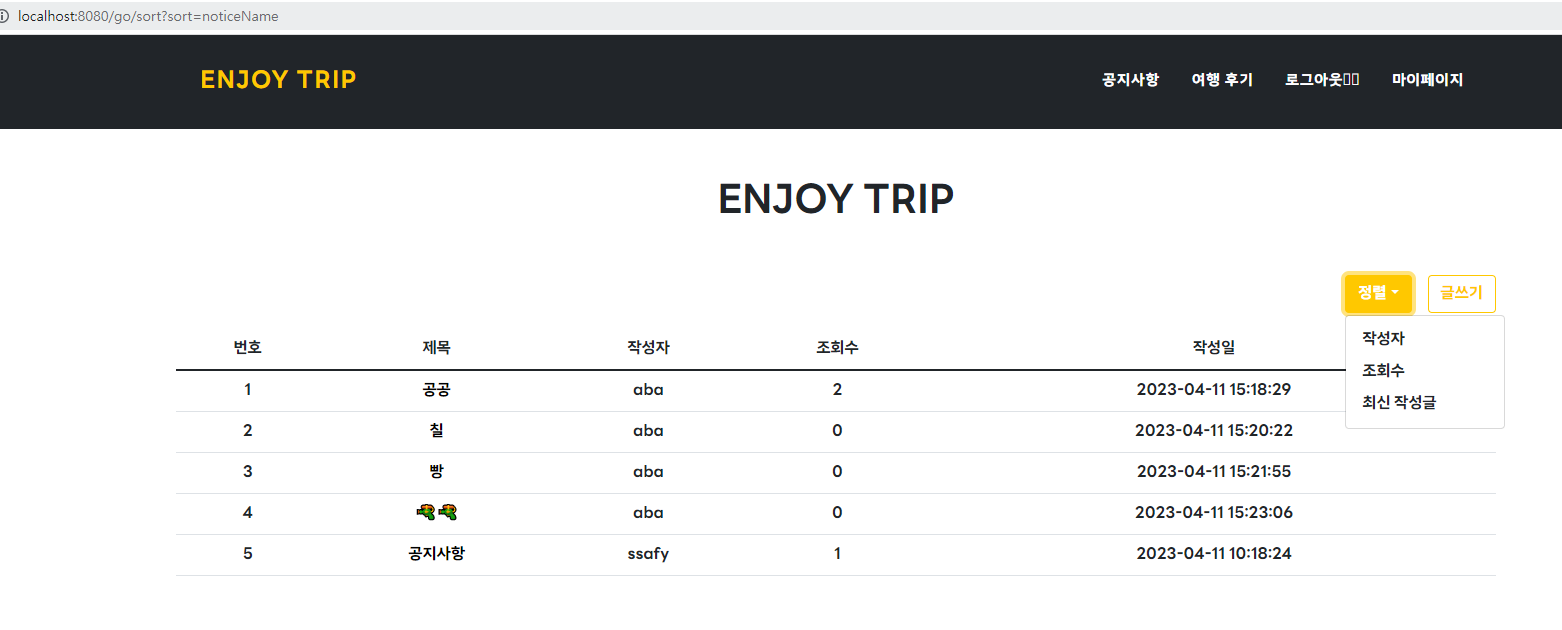 localhost:8080/go/sort?sort=noticeName
ENJOY TRIP 공지사항 여행 후기 로그아웃 마이페이지
ENJOY TRIP
정렬 글쓰기
작성자
조회수
최신 작성글
번호 제목 작성자 조회수 작성일
1 공공 aba 2 2023-04-11 15:18:29
2 칠 aba 0 2023-04-11 15:20:22
3 빵 aba 0 2023-04-11 15:21:55
4 🔫🔫 aba 0 2023-04-11 15:23:06
5 공지사항 ssafy 1 2023-04-11 10:18:24